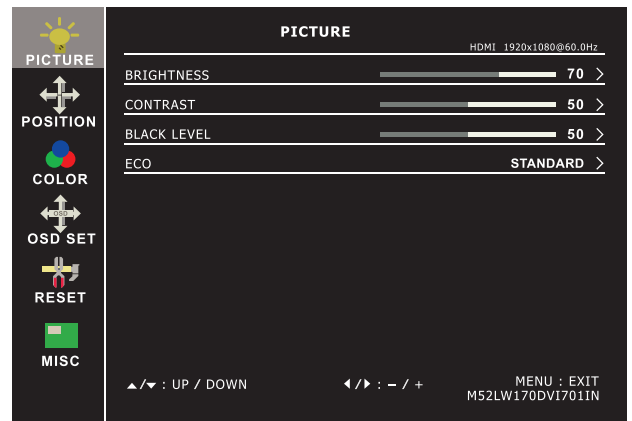 PICTURE
POSITION
COLOR
OSD
OSD SET
RESET
MISC
PICTURE
HDMI 1920x1080@60.0Hz
BRIGHTNESS 70 >
CONTRAST 50 >
BLACK LEVEL 50 >
ECO STANDARD >
▲/▼ : UP / DOWN ◀/▶ : – / + MENU : EXIT
M52LW170DVI701IN